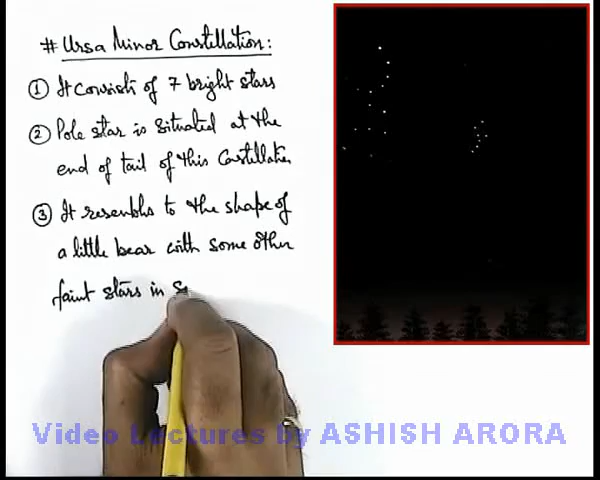 # Ursa Minor Constellation:
① It consists of 7 bright stars
② Pole star is situated at the
end of tail of this Constellation
③ It resembles to the shape of
a little bear with some other
faint stars in s
Video Lectures by ASHISH ARORA